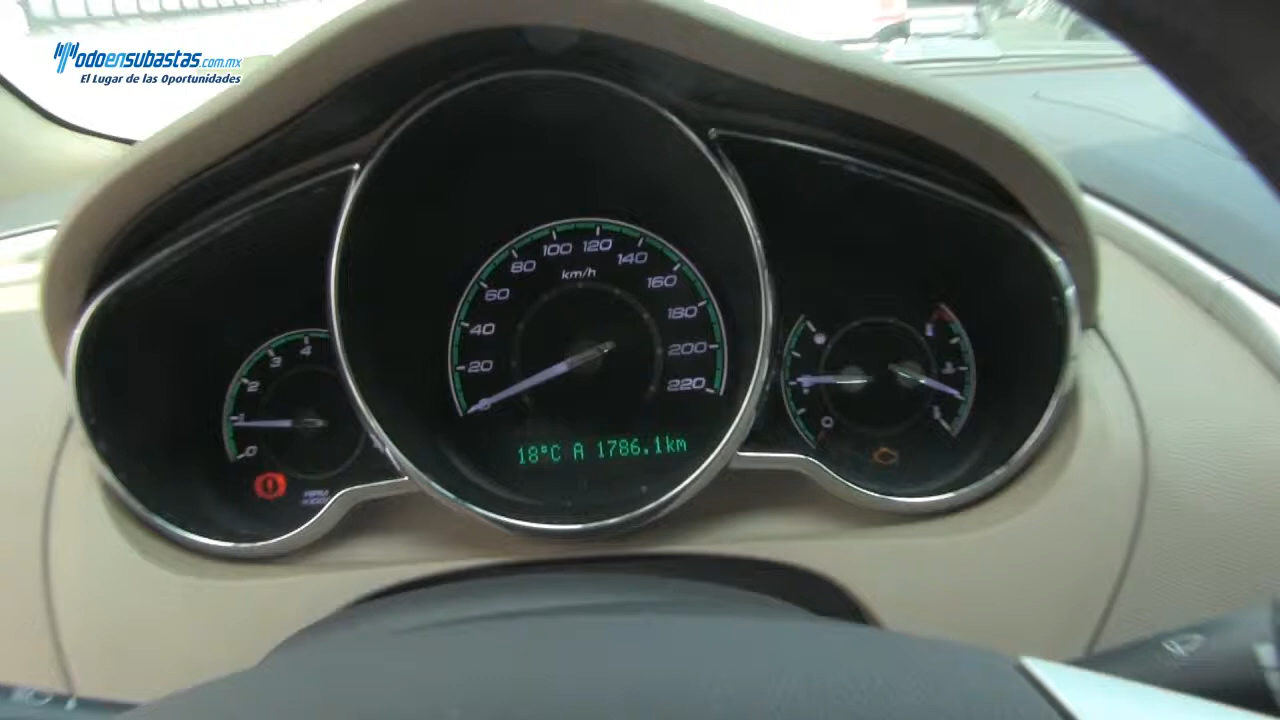 Todoensubastas.com.mx
El Lugar de las Oportunidades
100 120
80 140
km/h
60 160
40 180
20 200
0 220
18°C A 1786.1km
4
3
2
1
0